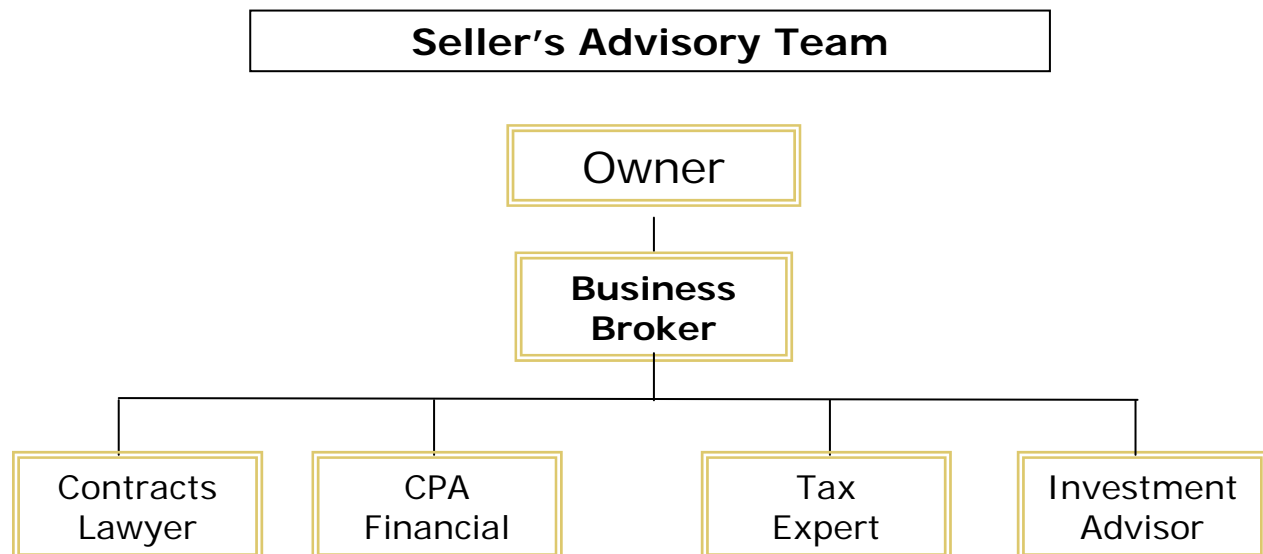 Seller's Advisory Team
Owner
Business
Broker
Contracts
Lawyer
CPA
Financial
Tax
Expert
Investment
Advisor